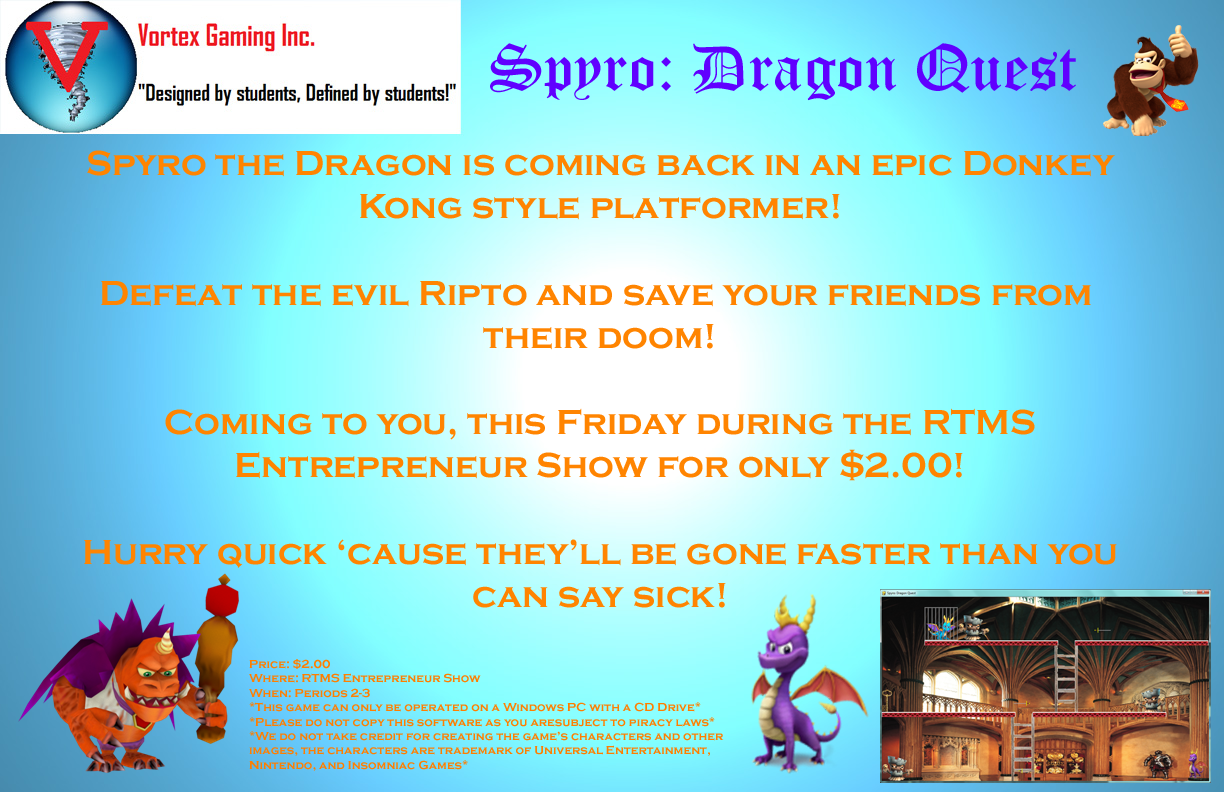 V
Vortex Gaming Inc.
"Designed by students, Defined by students!"
Spyro: Dragon Quest
Spyro the Dragon is coming back in an epic Donkey
Kong style platformer!
Defeat the evil Ripto and save your friends from
their doom!
Coming to you, this Friday during the RTMS
Entrepreneur Show for only $2.00!
Hurry quick ‘cause they’ll be gone faster than you
can say sick!
Price: $2.00
Where: RTMS Entrepreneur Show
When: Periods 2-3
*This game can only be operated on a Windows PC with a CD Drive*
*Please do not copy this software as you aresubject to piracy laws*
*We do not take credit for creating the game's characters and other
images, the characters are trademark of Universal Entertainment,
Nintendo, and Insomniac Games*
Spyro: Dragon Quest